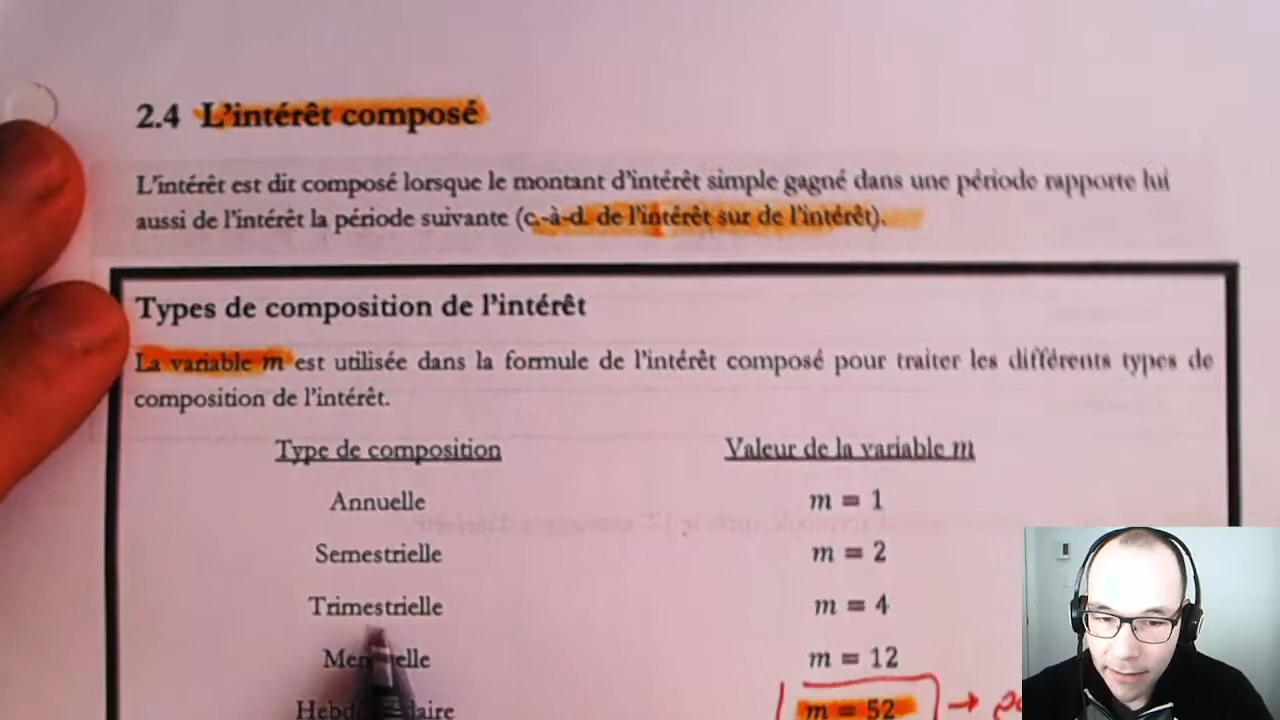 2.4 L'intérêt composé
L'intérêt est dit composé lorsque le montant d'intérêt simple gagné dans une période rapporte lui
aussi de l'intérêt la période suivante (c.-à-d. de l'intérêt sur de l'intérêt).
Types de composition de l'intérêt
La variable m est utilisée dans la formule de l'intérêt composé pour traiter les différents types de
composition de l'intérêt.
Type de composition Valeur de la variable m
Annuelle m = 1
Semestrielle m = 2
Trimestrielle m = 4
m = 12
m = 52 →